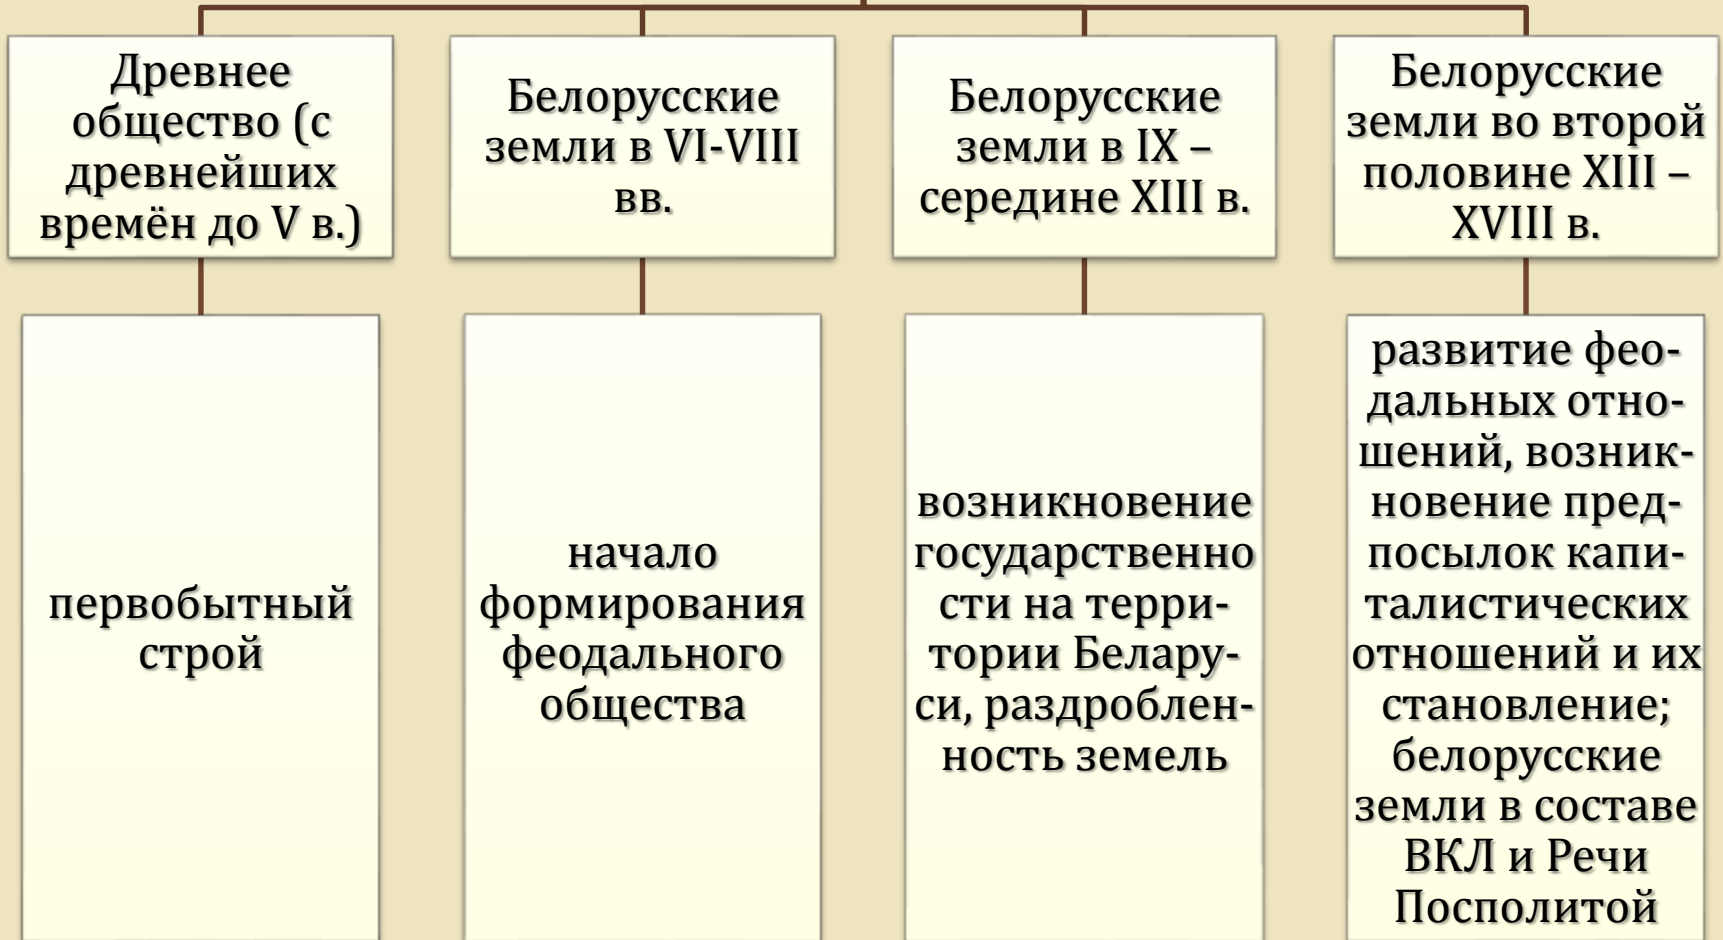 Древнее
общество (с
древнейших
времён до V в.)
Белорусские
земли в VI-VIII
вв.
Белорусские
земли в IX –
середине XIII в.
Белорусские
земли во второй
половине XIII –
XVIII в.
первобытный
строй
начало
формирования
феодального
общества
возникновение
государственно
сти на терри-
тории Белару-
си, раздроблен-
ность земель
развитие фео-
дальных отно-
шений, возник-
новение пред-
посылок капи-
талистических
отношений и их
становление;
белорусские
земли в составе
ВКЛ и Речи
Посполитой